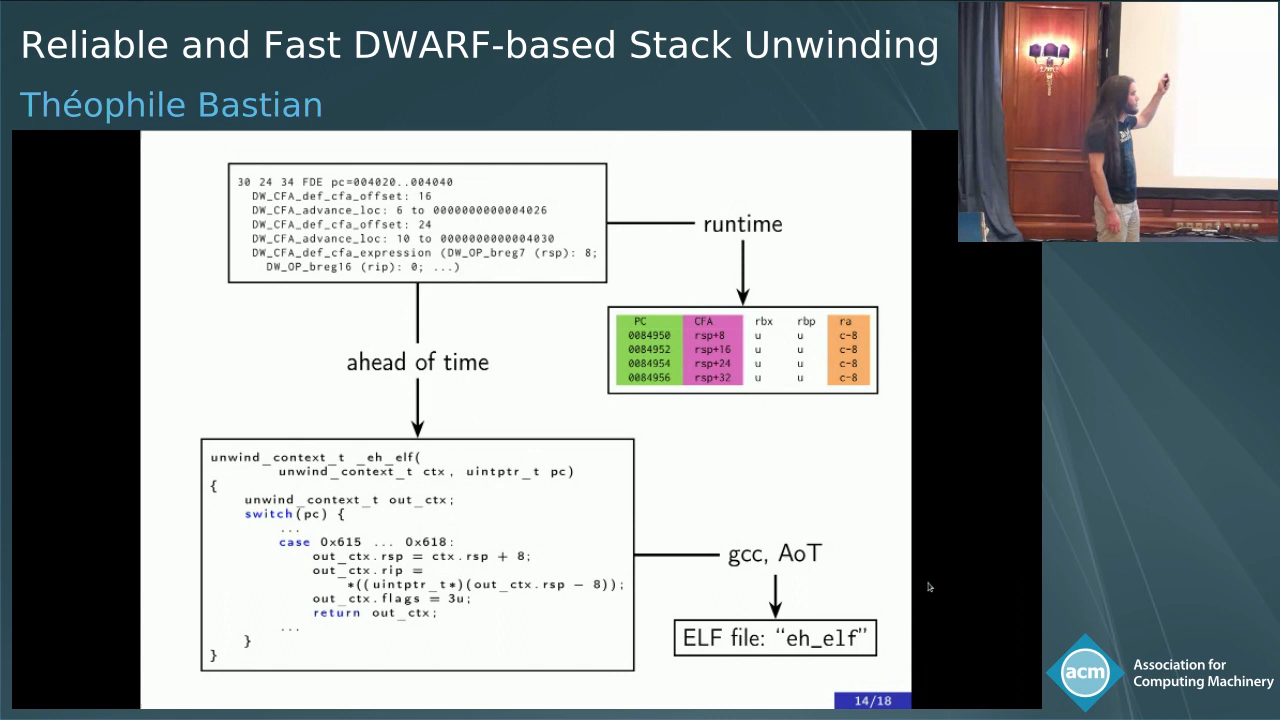 Reliable and Fast DWARF-based Stack Unwinding
Théophile Bastian
30 24 34 FDE pc=004020..004040
DW_CFA_def_cfa_offset: 16
DW_CFA_advance_loc: 6 to 0000000000004026
DW_CFA_def_cfa_offset: 24
DW_CFA_advance_loc: 10 to 0000000000004030
DW_CFA_def_cfa_expression (DW_OP_breg7 (rsp): 8;
DW_OP_breg16 (rip): 0; ...)
runtime
PC CFA rbx rbp ra
0084950 rsp+8 u u c-8
0084952 rsp+16 u u c-8
0084954 rsp+24 u u c-8
0084956 rsp+32 u u c-8
ahead of time
unwind_context_t _eh_elf(
unwind_context_t ctx, uintptr_t pc)
{
unwind_context_t out_ctx;
switch(pc) {
...
case 0x615 ... 0x618:
out_ctx.rsp = ctx.rsp + 8;
out_ctx.rip =
*((uintptr_t*)(out_ctx.rsp - 8));
out_ctx.flags = 3u;
return out_ctx;
...
}
}
gcc, AoT
ELF file: “eh_elf”
14/18
acm
Association for
Computing Machinery